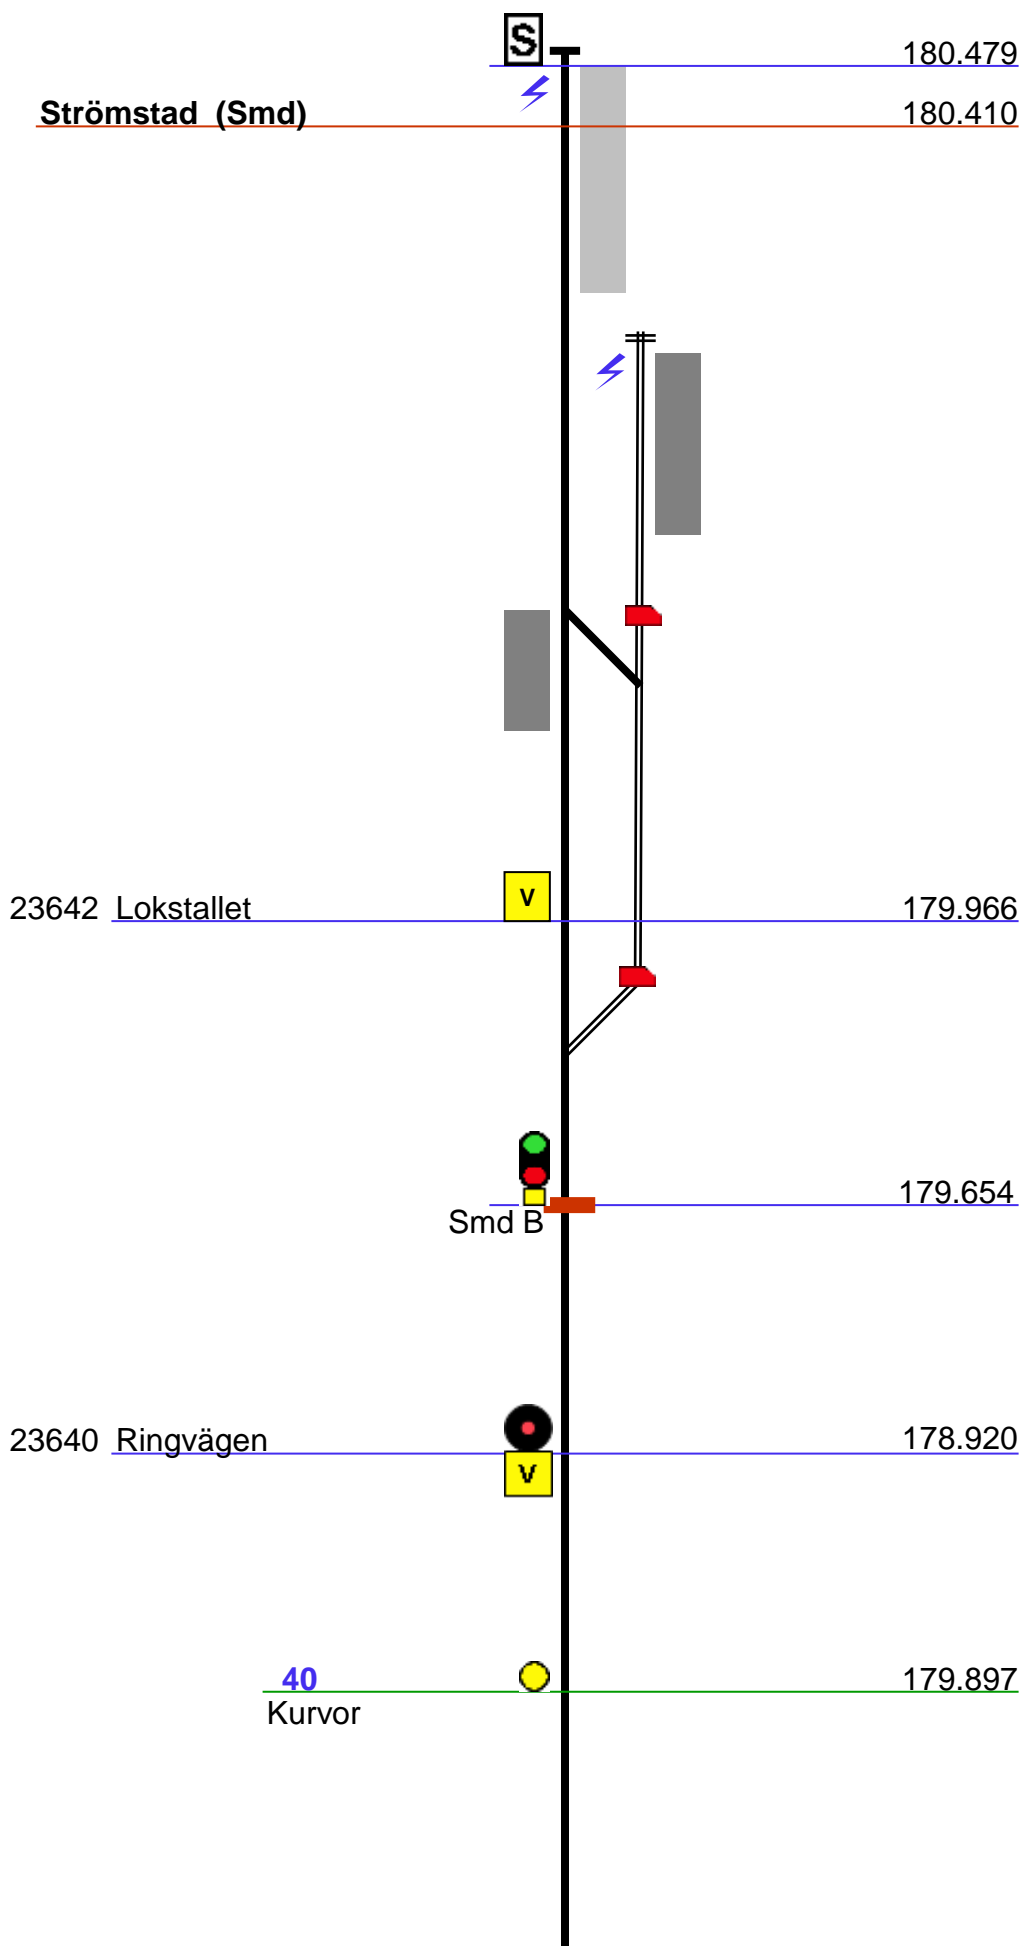 S
180.479
Strömstad (Smd)
180.410
23642 Lokstallet
V
179.966
179.654
Smd B
23640 Ringvägen
178.920
V
40
179.897
Kurvor